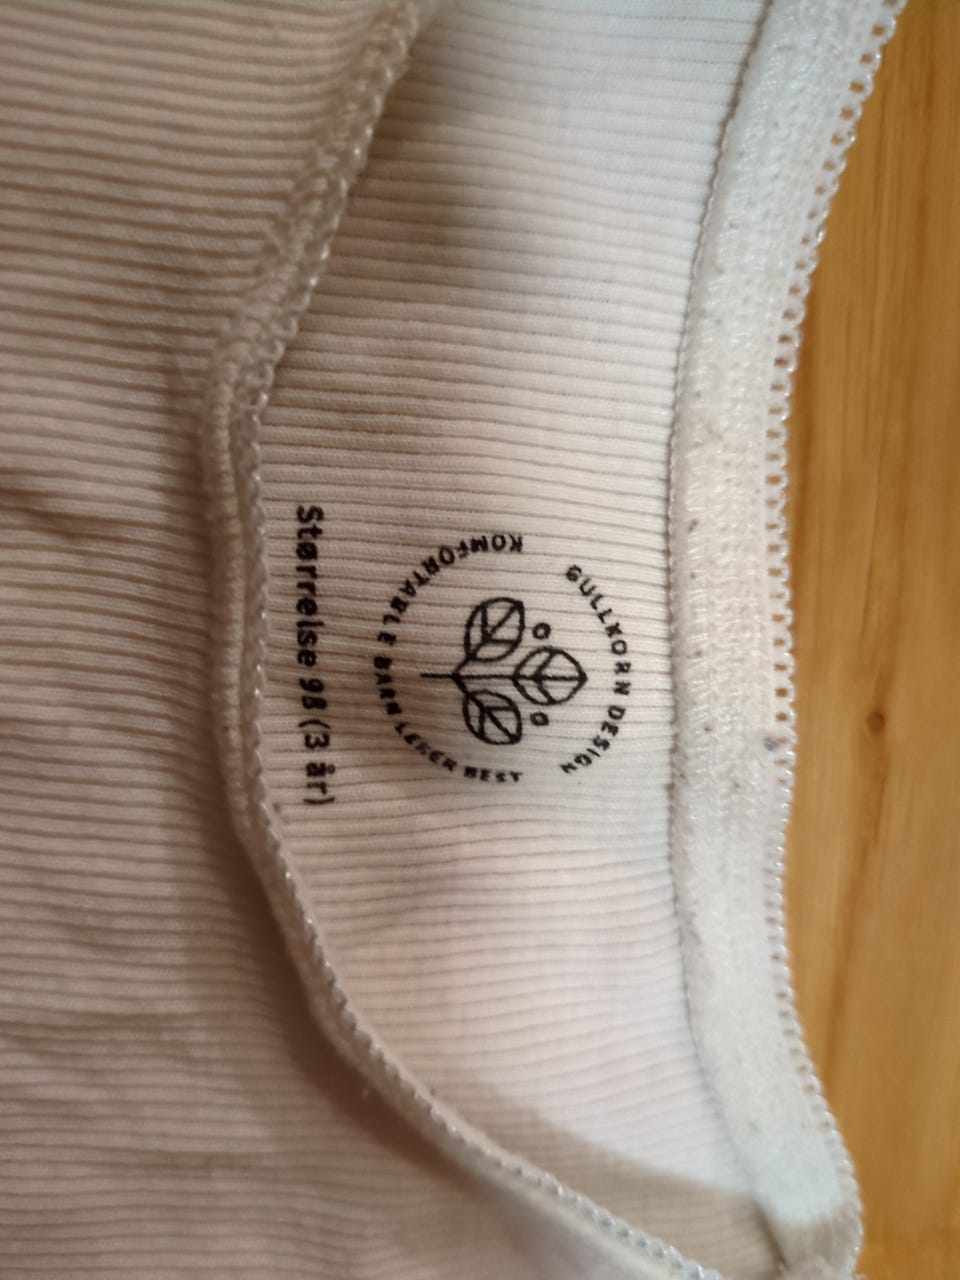 GULLKORN DESIGN
KOMFORTABLE BARN LEKER BEST
Størrelse 98 (3 år)